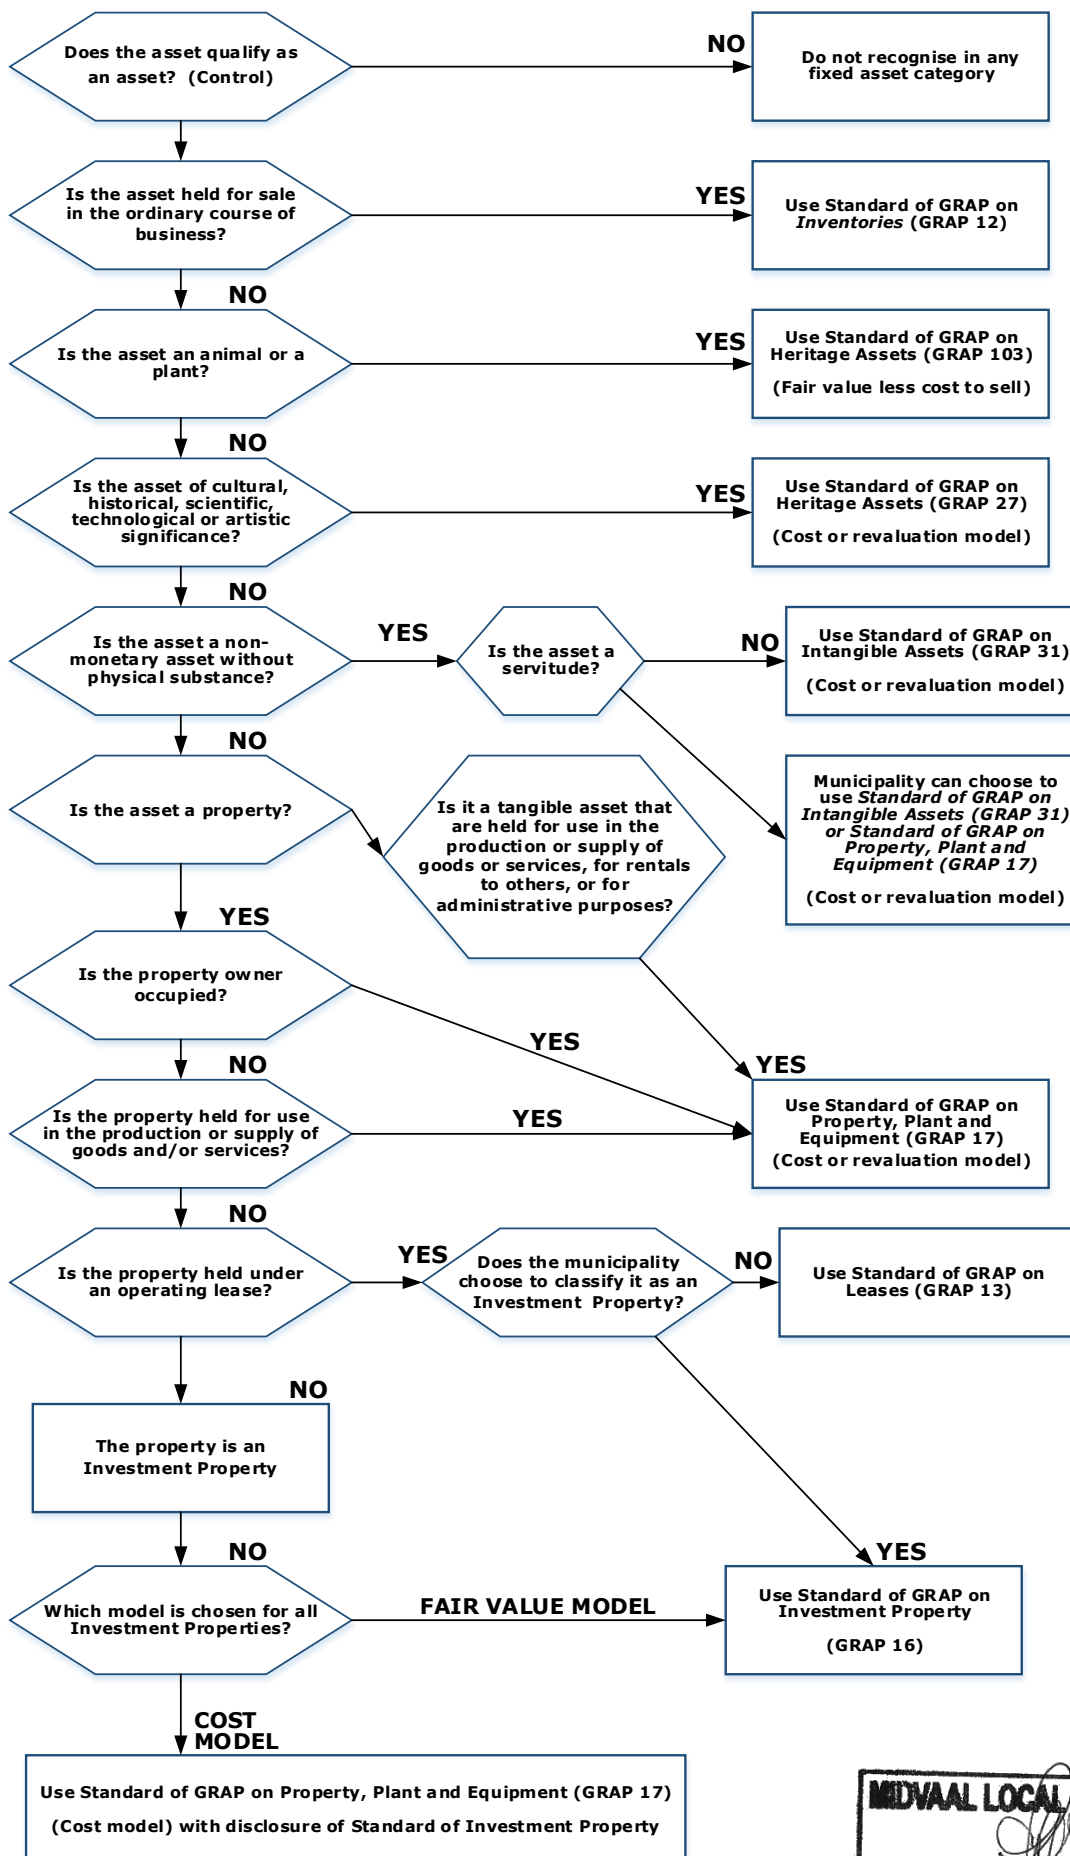 Does the asset qualify as
an asset? (Control)
NO
Do not recognise in any
fixed asset category
Is the asset held for sale
in the ordinary course of
business?
YES
Use Standard of GRAP on
Inventories (GRAP 12)
NO
Is the asset an animal or a
plant?
YES
Use Standard of GRAP on
Heritage Assets (GRAP 103)
(Fair value less cost to sell)
NO
Is the asset of cultural,
historical, scientific,
technological or artistic
significance?
YES
Use Standard of GRAP on
Heritage Assets (GRAP 27)
(Cost or revaluation model)
NO
Is the asset a non-
monetary asset without
physical substance?
YES
Is the asset a
servitude?
NO
Use Standard of GRAP on
Intangible Assets (GRAP 31)
(Cost or revaluation model)
Municipality can choose to
use Standard of GRAP on
Intangible Assets (GRAP 31)
or Standard of GRAP on
Property, Plant and
Equipment (GRAP 17)
(Cost or revaluation model)
NO
Is the asset a property?
Is it a tangible asset that
are held for use in the
production or supply of
goods or services, for rentals
to others, or for
administrative purposes?
YES
Is the property owner
occupied?
YES
YES
NO
Is the property held for use
in the production or supply of
goods and/or services?
YES
Use Standard of GRAP on
Property, Plant and
Equipment (GRAP 17)
(Cost or revaluation model)
NO
Is the property held under
an operating lease?
YES
Does the municipality
choose to classify it as an
Investment Property?
NO
Use Standard of GRAP on
Leases (GRAP 13)
NO
The property is an
Investment Property
NO
YES
Which model is chosen for all
Investment Properties?
FAIR VALUE MODEL
Use Standard of GRAP on
Investment Property
(GRAP 16)
COST
MODEL
Use Standard of GRAP on Property, Plant and Equipment (GRAP 17)
(Cost model) with disclosure of Standard of Investment Property
MIDVAAL LOCAL